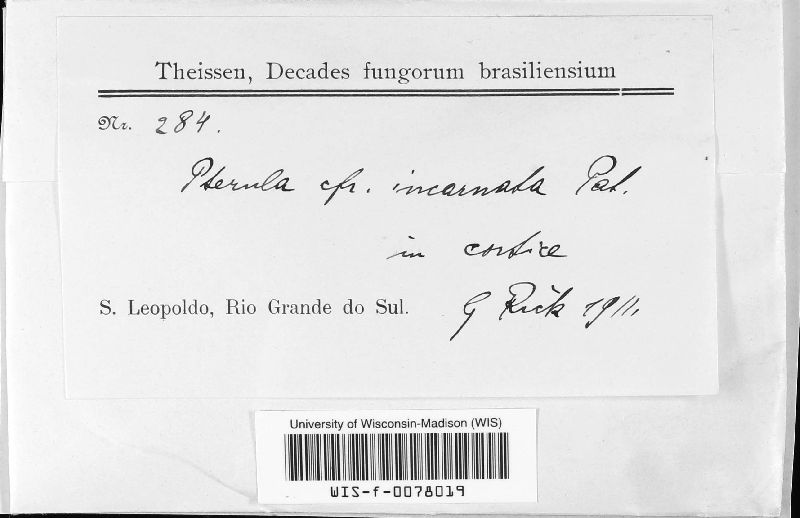 Theissen, Decades fungorum brasiliensium
Nr. 284.
Pterula cfr. incarnata Pat.
in cortice
S. Leopoldo, Rio Grande do Sul. G Rick 1911.
University of Wisconsin-Madison (WIS)
WIS-f-0078019